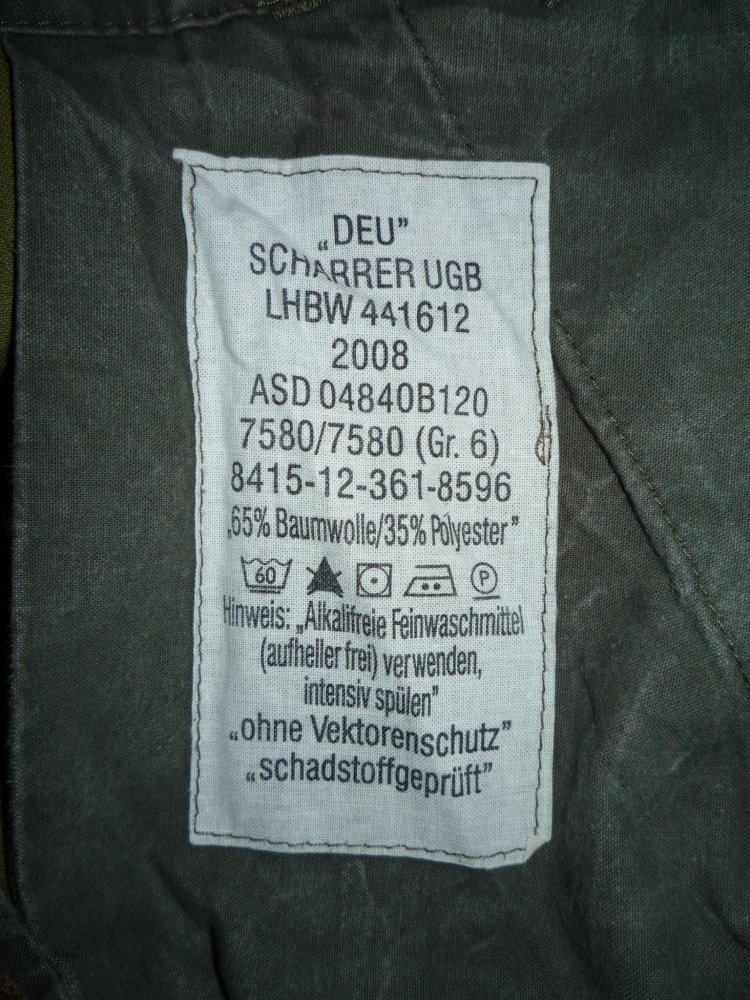 „DEU”
SCHARRER UGB
LHBW 441612
2008
ASD 04840B120
7580/7580 (Gr. 6)
8415-12-361-8596
„65% Baumwolle/35% Polyester”
60 P
Hinweis: „Alkalifreie Feinwaschmittel
(aufheller frei) verwenden,
intensiv spülen”
„ohne Vektorenschutz”
„schadstoffgeprüft”